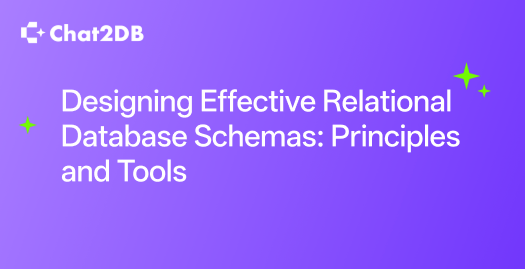 Chat2DB
Designing Effective Relational
Database Schemas: Principles
and Tools